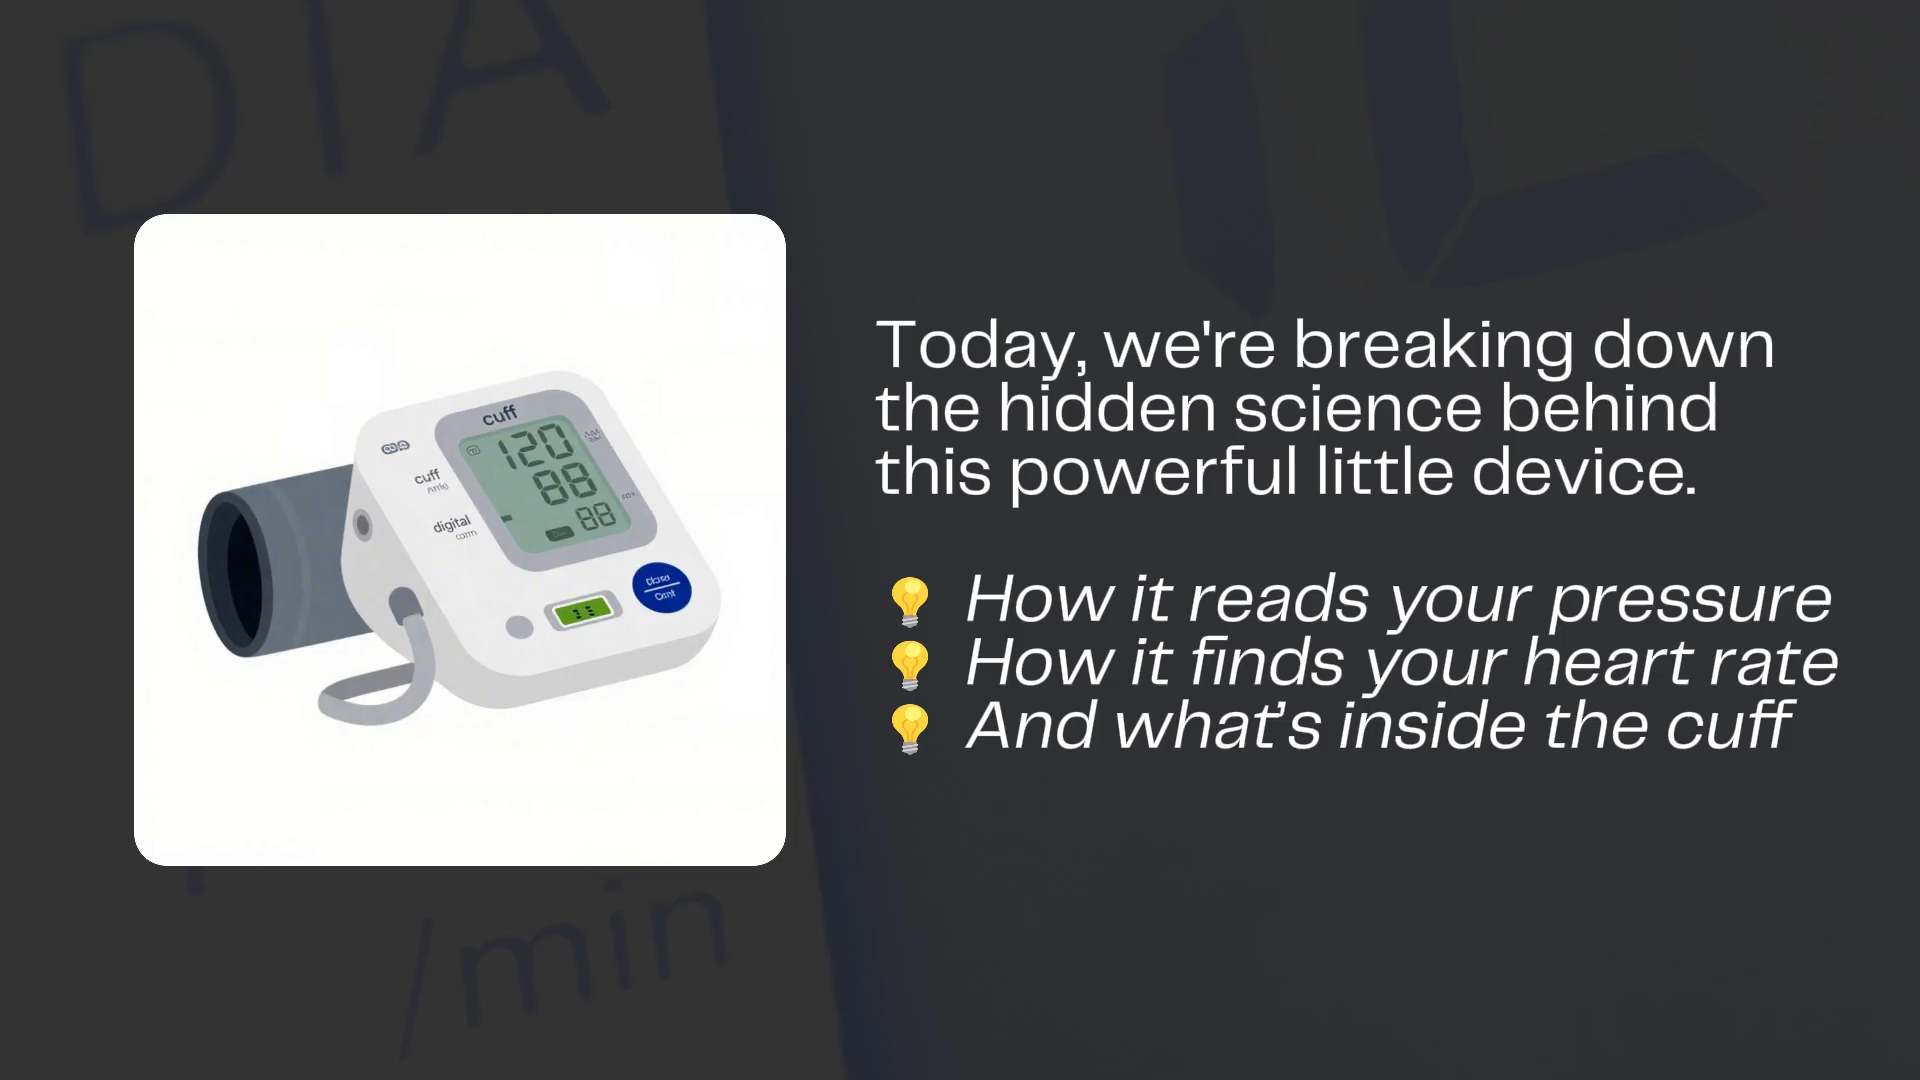 DIA
cuff
120
88
88
cuff
digital
Today, we're breaking down
the hidden science behind
this powerful little device.
💡 How it reads your pressure
💡 How it finds your heart rate
💡 And what's inside the cuff
/min